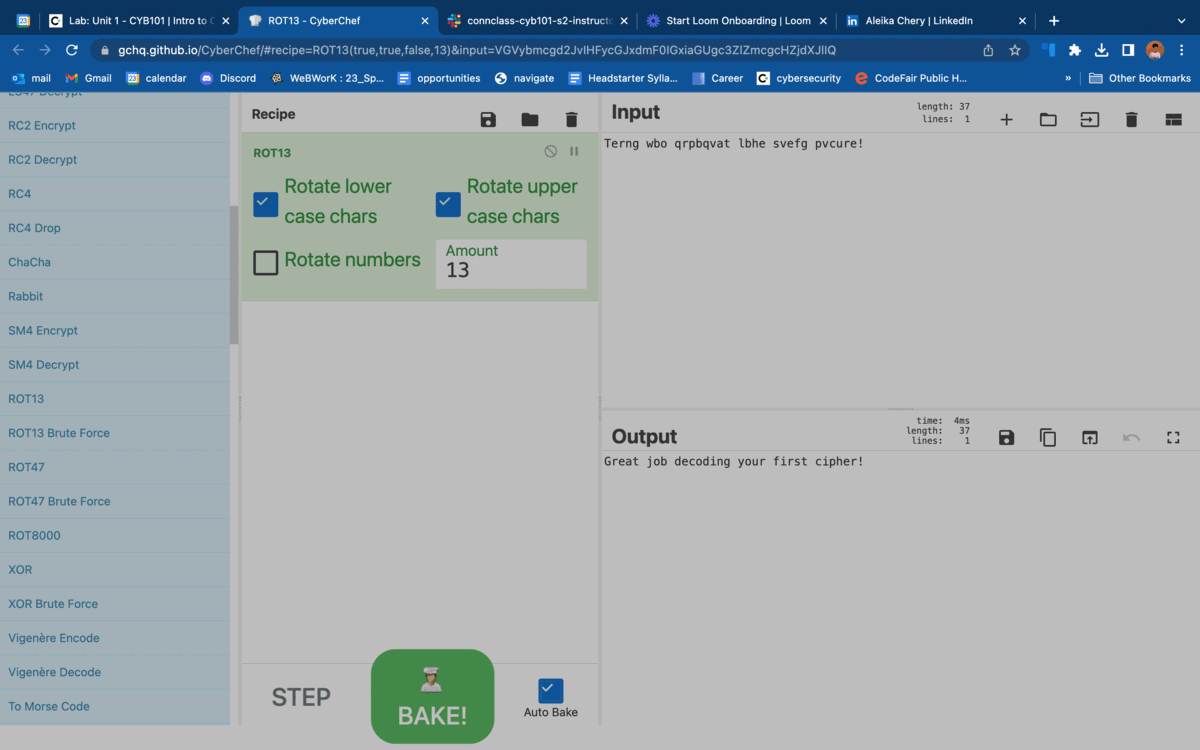 23
Lab: Unit 1 - CYB101 | Intro to C
ROT13 - CyberChef
connclass-cyb101-s2-instructo
Start Loom Onboarding | Loom
Aleika Chery | LinkedIn
gchq.github.io/CyberChef/#recipe=ROT13(true,true,false,13)&input=VGVybmcgd2JvIHFycGJxdmF0IGxiaGUgc3ZlZmcgcHZjdXJlIQ
mail
Gmail
calendar
Discord
WeBWorK : 23_Sp...
opportunities
navigate
Headstarter Sylla...
Career
cybersecurity
CodeFair Public H...
»
Other Bookmarks
RC2 Encrypt
RC2 Decrypt
RC4
RC4 Drop
ChaCha
Rabbit
SM4 Encrypt
SM4 Decrypt
ROT13
ROT13 Brute Force
ROT47
ROT47 Brute Force
ROT8000
XOR
XOR Brute Force
Vigenère Encode
Vigenère Decode
To Morse Code
Recipe
ROT13
Rotate lower
case chars
Rotate upper
case chars
Rotate numbers
Amount
13
STEP
BAKE!
Auto Bake
Input
length: 37
lines: 1
Terng wbo qrpbqvat lbhe svefg pvcure!
Output
time: 4ms
length: 37
lines: 1
Great job decoding your first cipher!